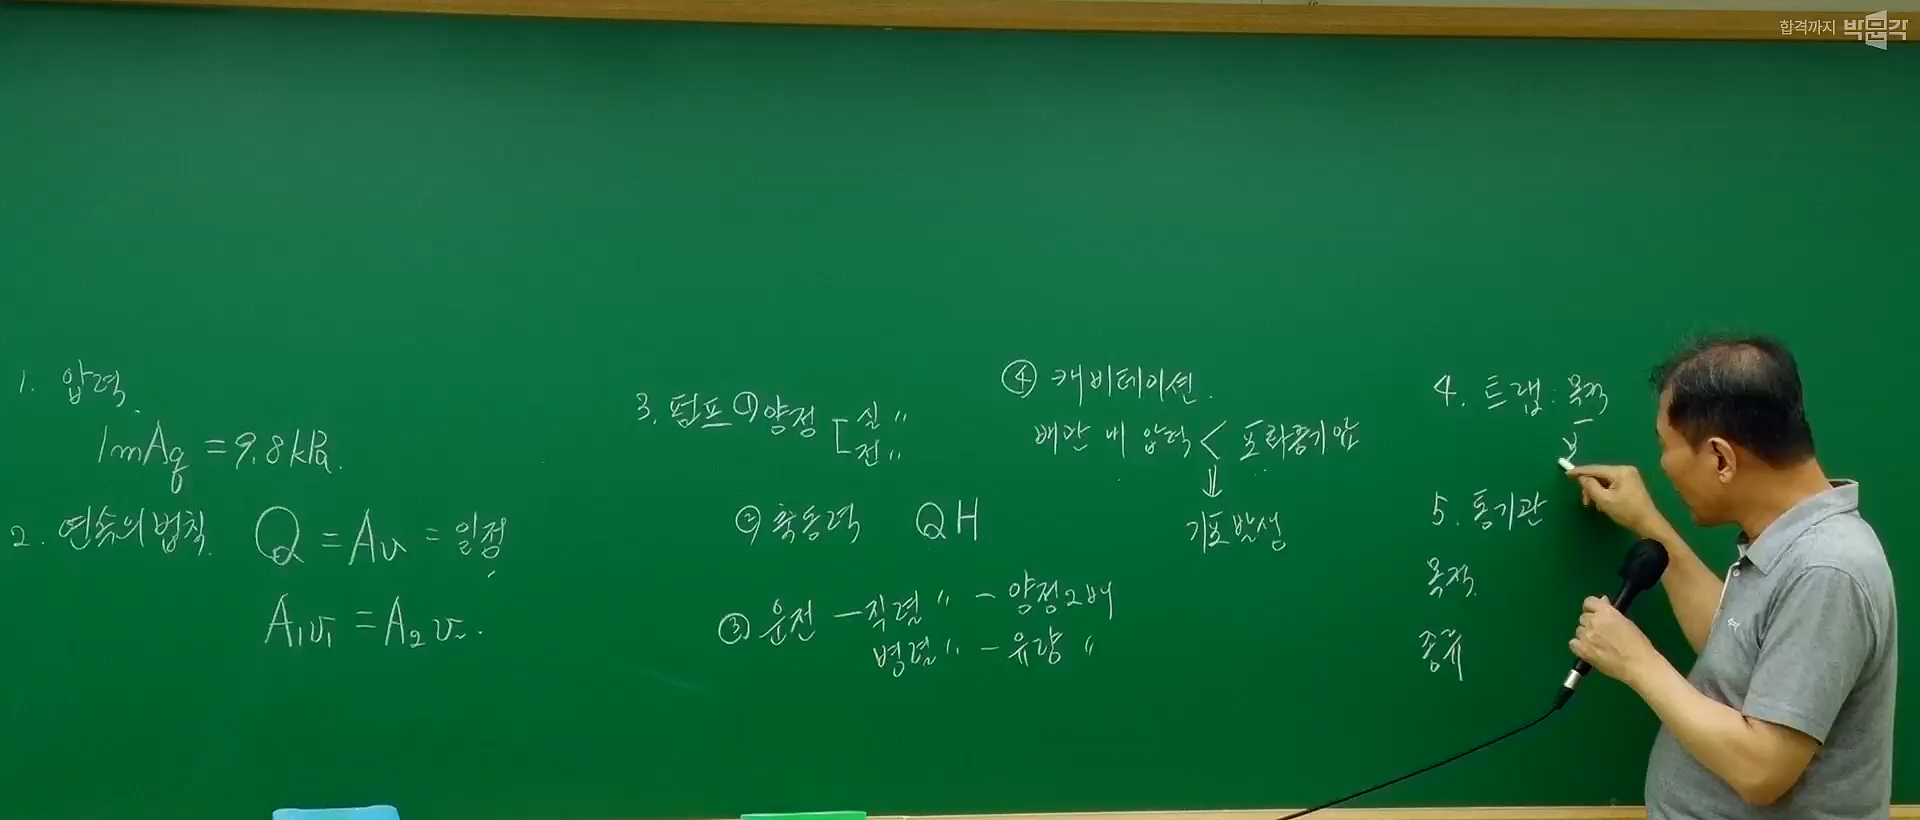 합격까지 박문각
1. 압력
1mAq = 9.8kPa.
2. 연속의 법칙. Q = Av = 일정
A₁v₁ = A₂v₂.
3. 펌프 ① 양정 [ 실 〃
전 〃
② 축동력 QH
③ 운전 - 직렬 〃 - 양정 2배
병렬 〃 - 유량 〃
④ 캐비테이션.
배관 내 압력 < 포화증기압
⇓
기포발생
4. 트랩 : 목적
5. 통기관
목적
종류